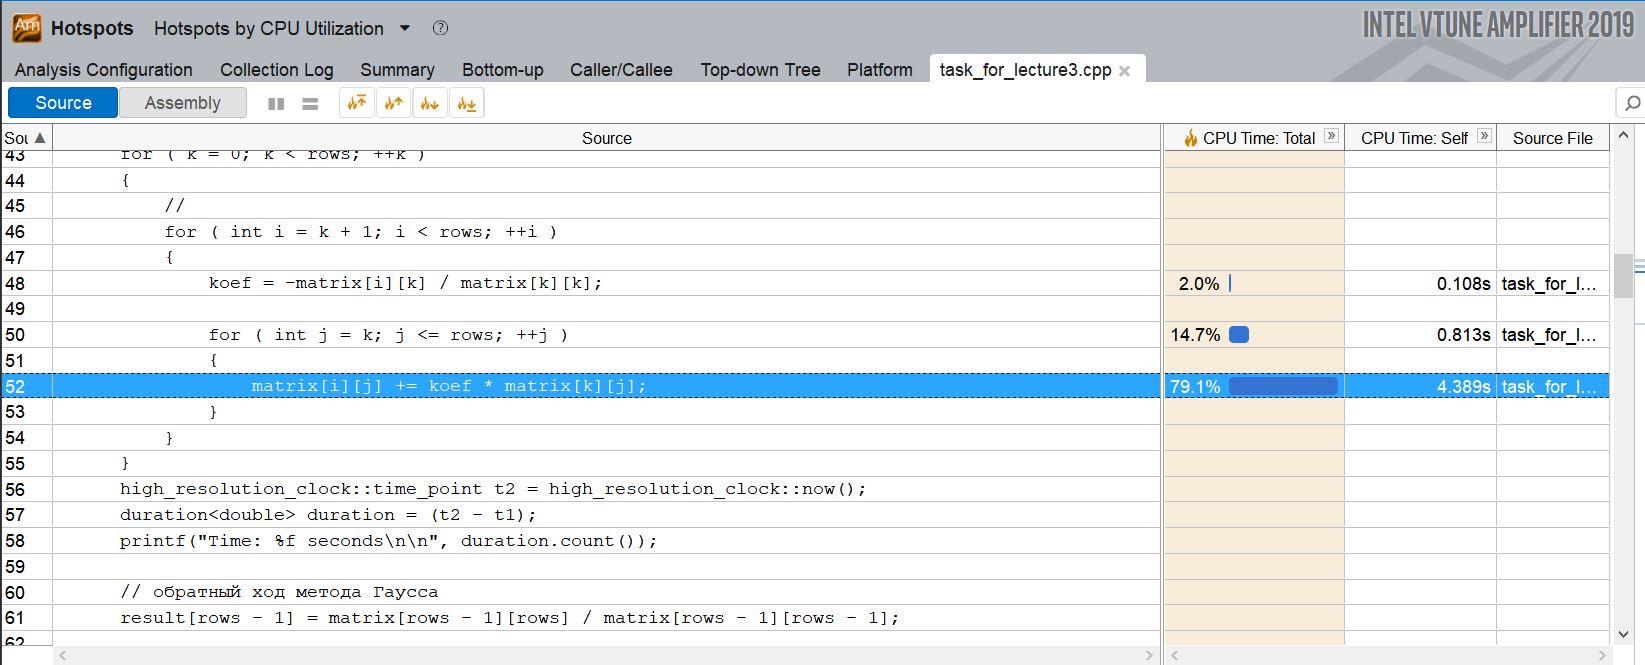 Hotspots Hotspots by CPU Utilization INTEL VTUNE AMPLIFIER 2019
Analysis Configuration Collection Log Summary Bottom-up Caller/Callee Top-down Tree Platform task_for_lecture3.cpp
Source Assembly
Sou Source CPU Time: Total CPU Time: Self Source File
43 for ( k = 0; k < rows; ++k )
44 {
45 //
46 for ( int i = k + 1; i < rows; ++i )
47 {
48 koef = -matrix[i][k] / matrix[k][k]; 2.0% 0.108s task_for_l...
49
50 for ( int j = k; j <= rows; ++j ) 14.7% 0.813s task_for_l...
51 {
52 matrix[i][j] += koef * matrix[k][j]; 79.1% 4.389s task_for_l...
53 }
54 }
55 }
56 high_resolution_clock::time_point t2 = high_resolution_clock::now();
57 duration<double> duration = (t2 - t1);
58 printf("Time: %f seconds\n\n", duration.count());
59
60 // обратный ход метода Гаусса
61 result[rows - 1] = matrix[rows - 1][rows] / matrix[rows - 1][rows - 1];
62